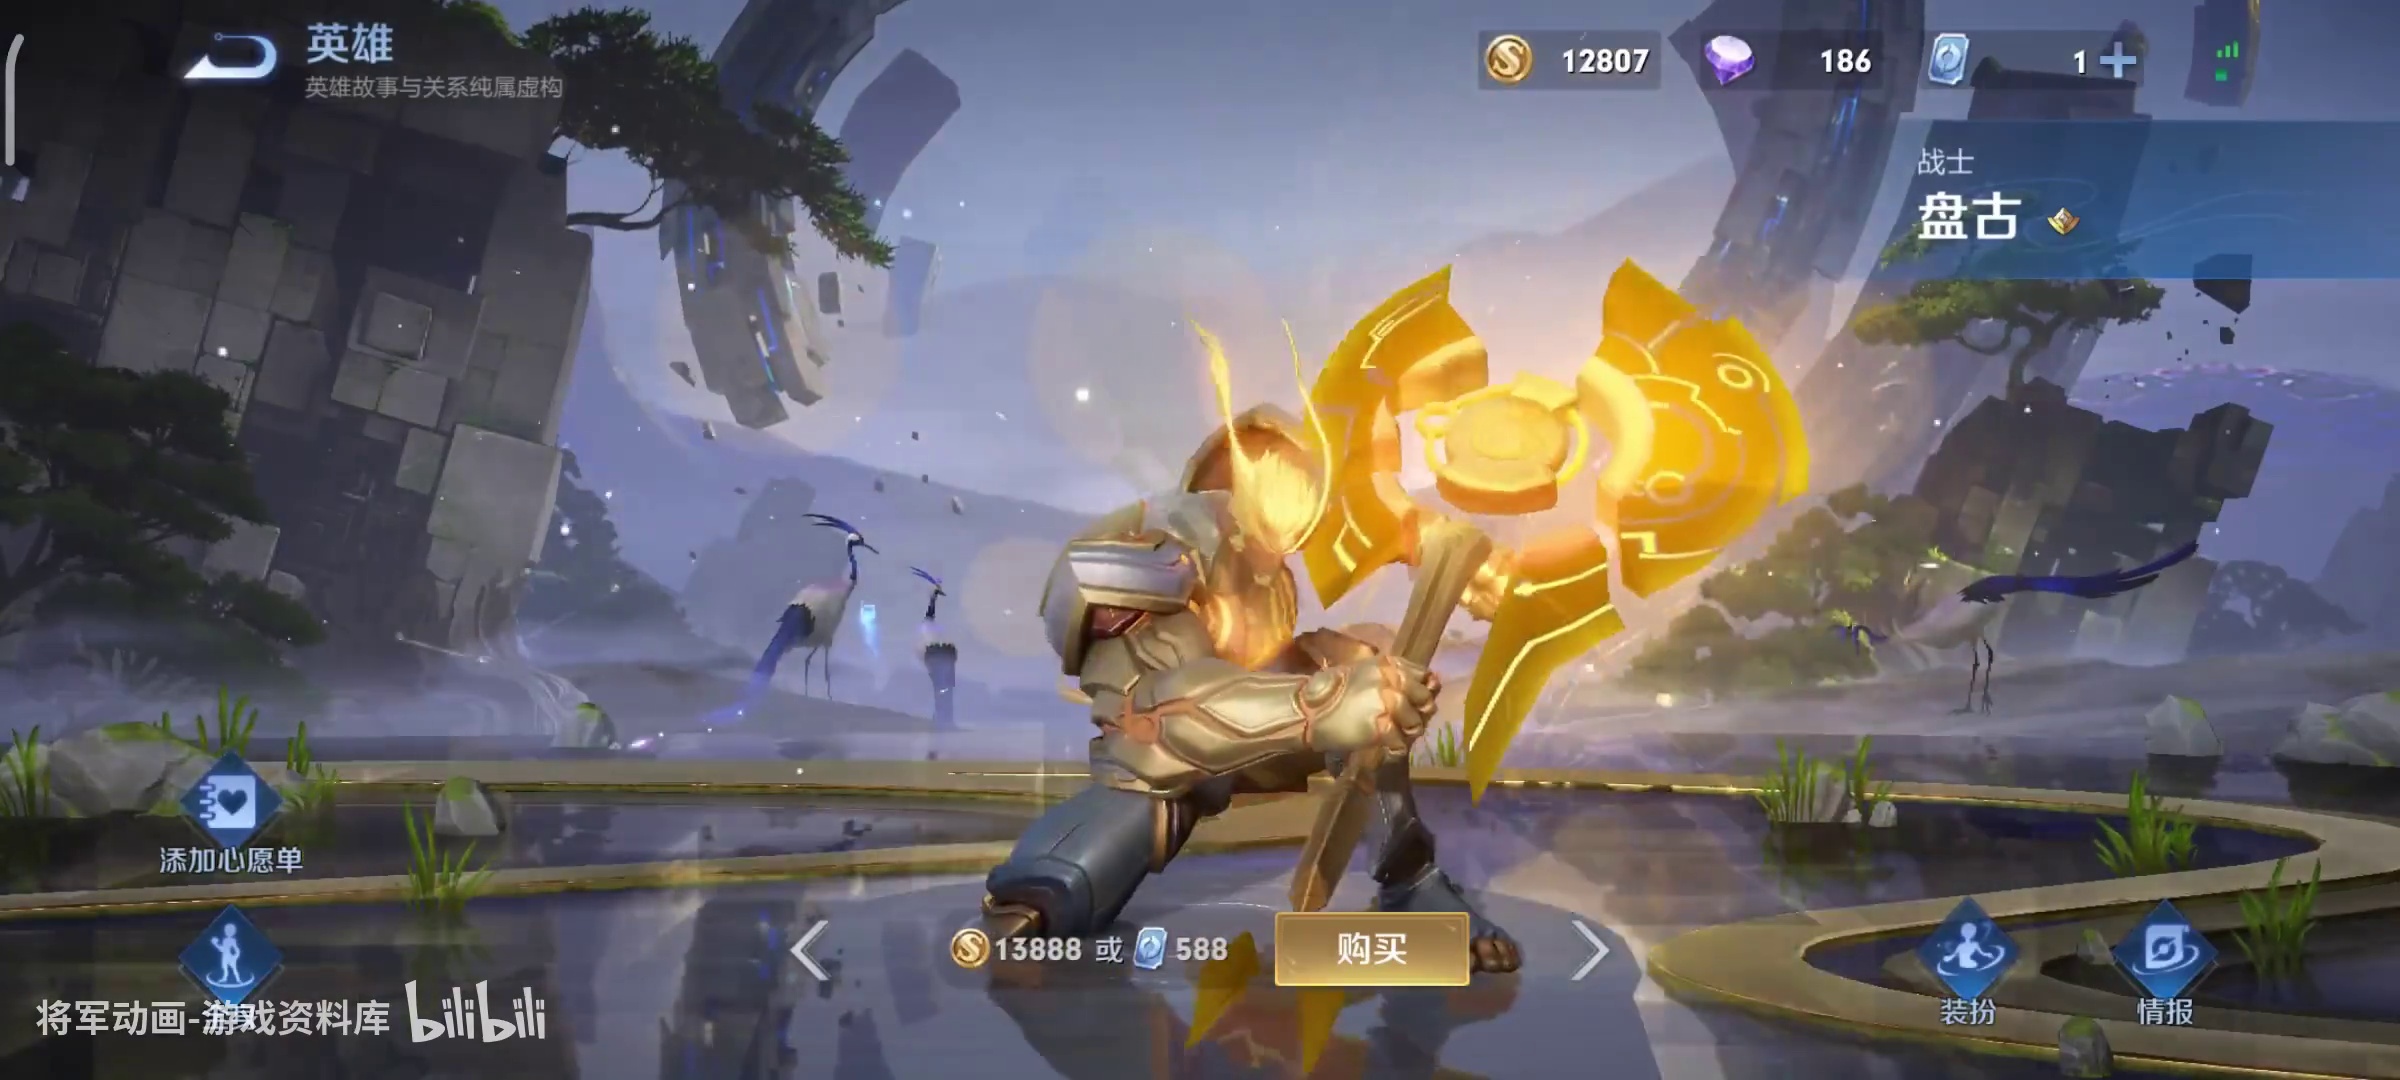 英雄
英雄故事与关系纯属虚构
12807
186
1
战士
盘古
添加心愿单
13888 或 588
购买
装扮
情报
将军动画-游戏资料库 bilibili